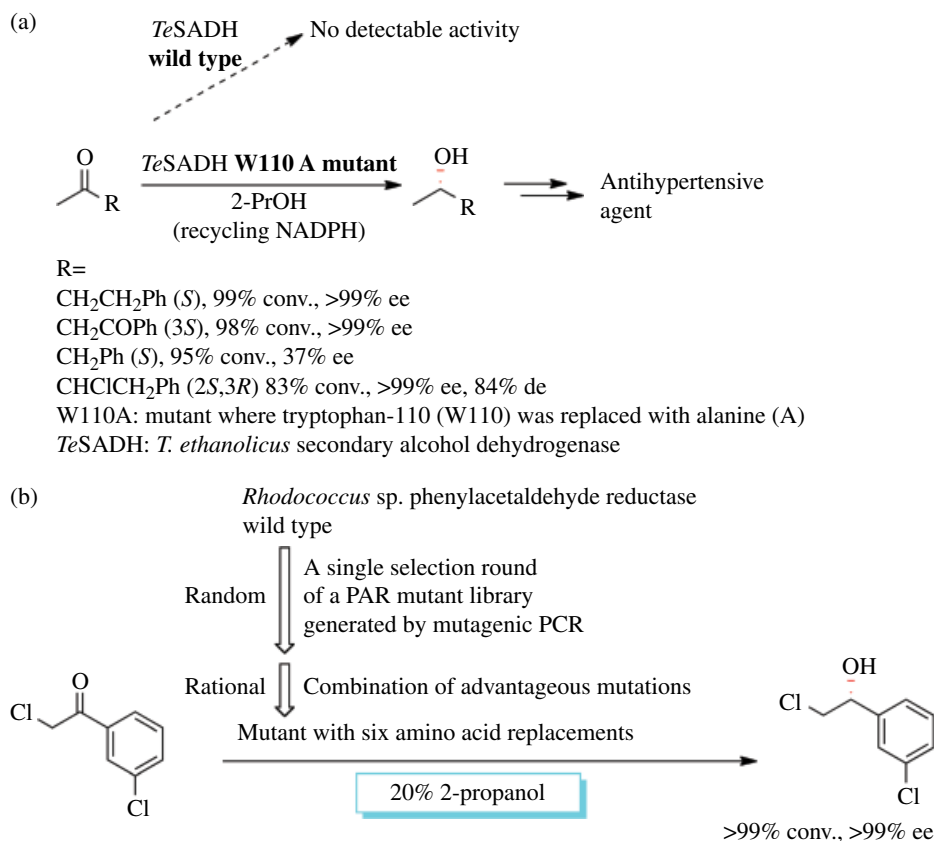 (a)
TeSADH
wild type
No detectable activity
O
R
TeSADH W110 A mutant
2-PrOH
(recycling NADPH)
OH
R
Antihypertensive
agent
R=
CH₂CH₂Ph (S), 99% conv., >99% ee
CH₂COPh (3S), 98% conv., >99% ee
CH₂Ph (S), 95% conv., 37% ee
CHClCH₂Ph (2S,3R) 83% conv., >99% ee, 84% de
W110A: mutant where tryptophan-110 (W110) was replaced with alanine (A)
TeSADH: T. ethanolicus secondary alcohol dehydrogenase
(b)
Rhodococcus sp. phenylacetaldehyde reductase
wild type
Random
A single selection round
of a PAR mutant library
generated by mutagenic PCR
Rational
Combination of advantageous mutations
Mutant with six amino acid replacements
20% 2-propanol
O
Cl
Cl
OH
Cl
Cl
>99% conv., >99% ee